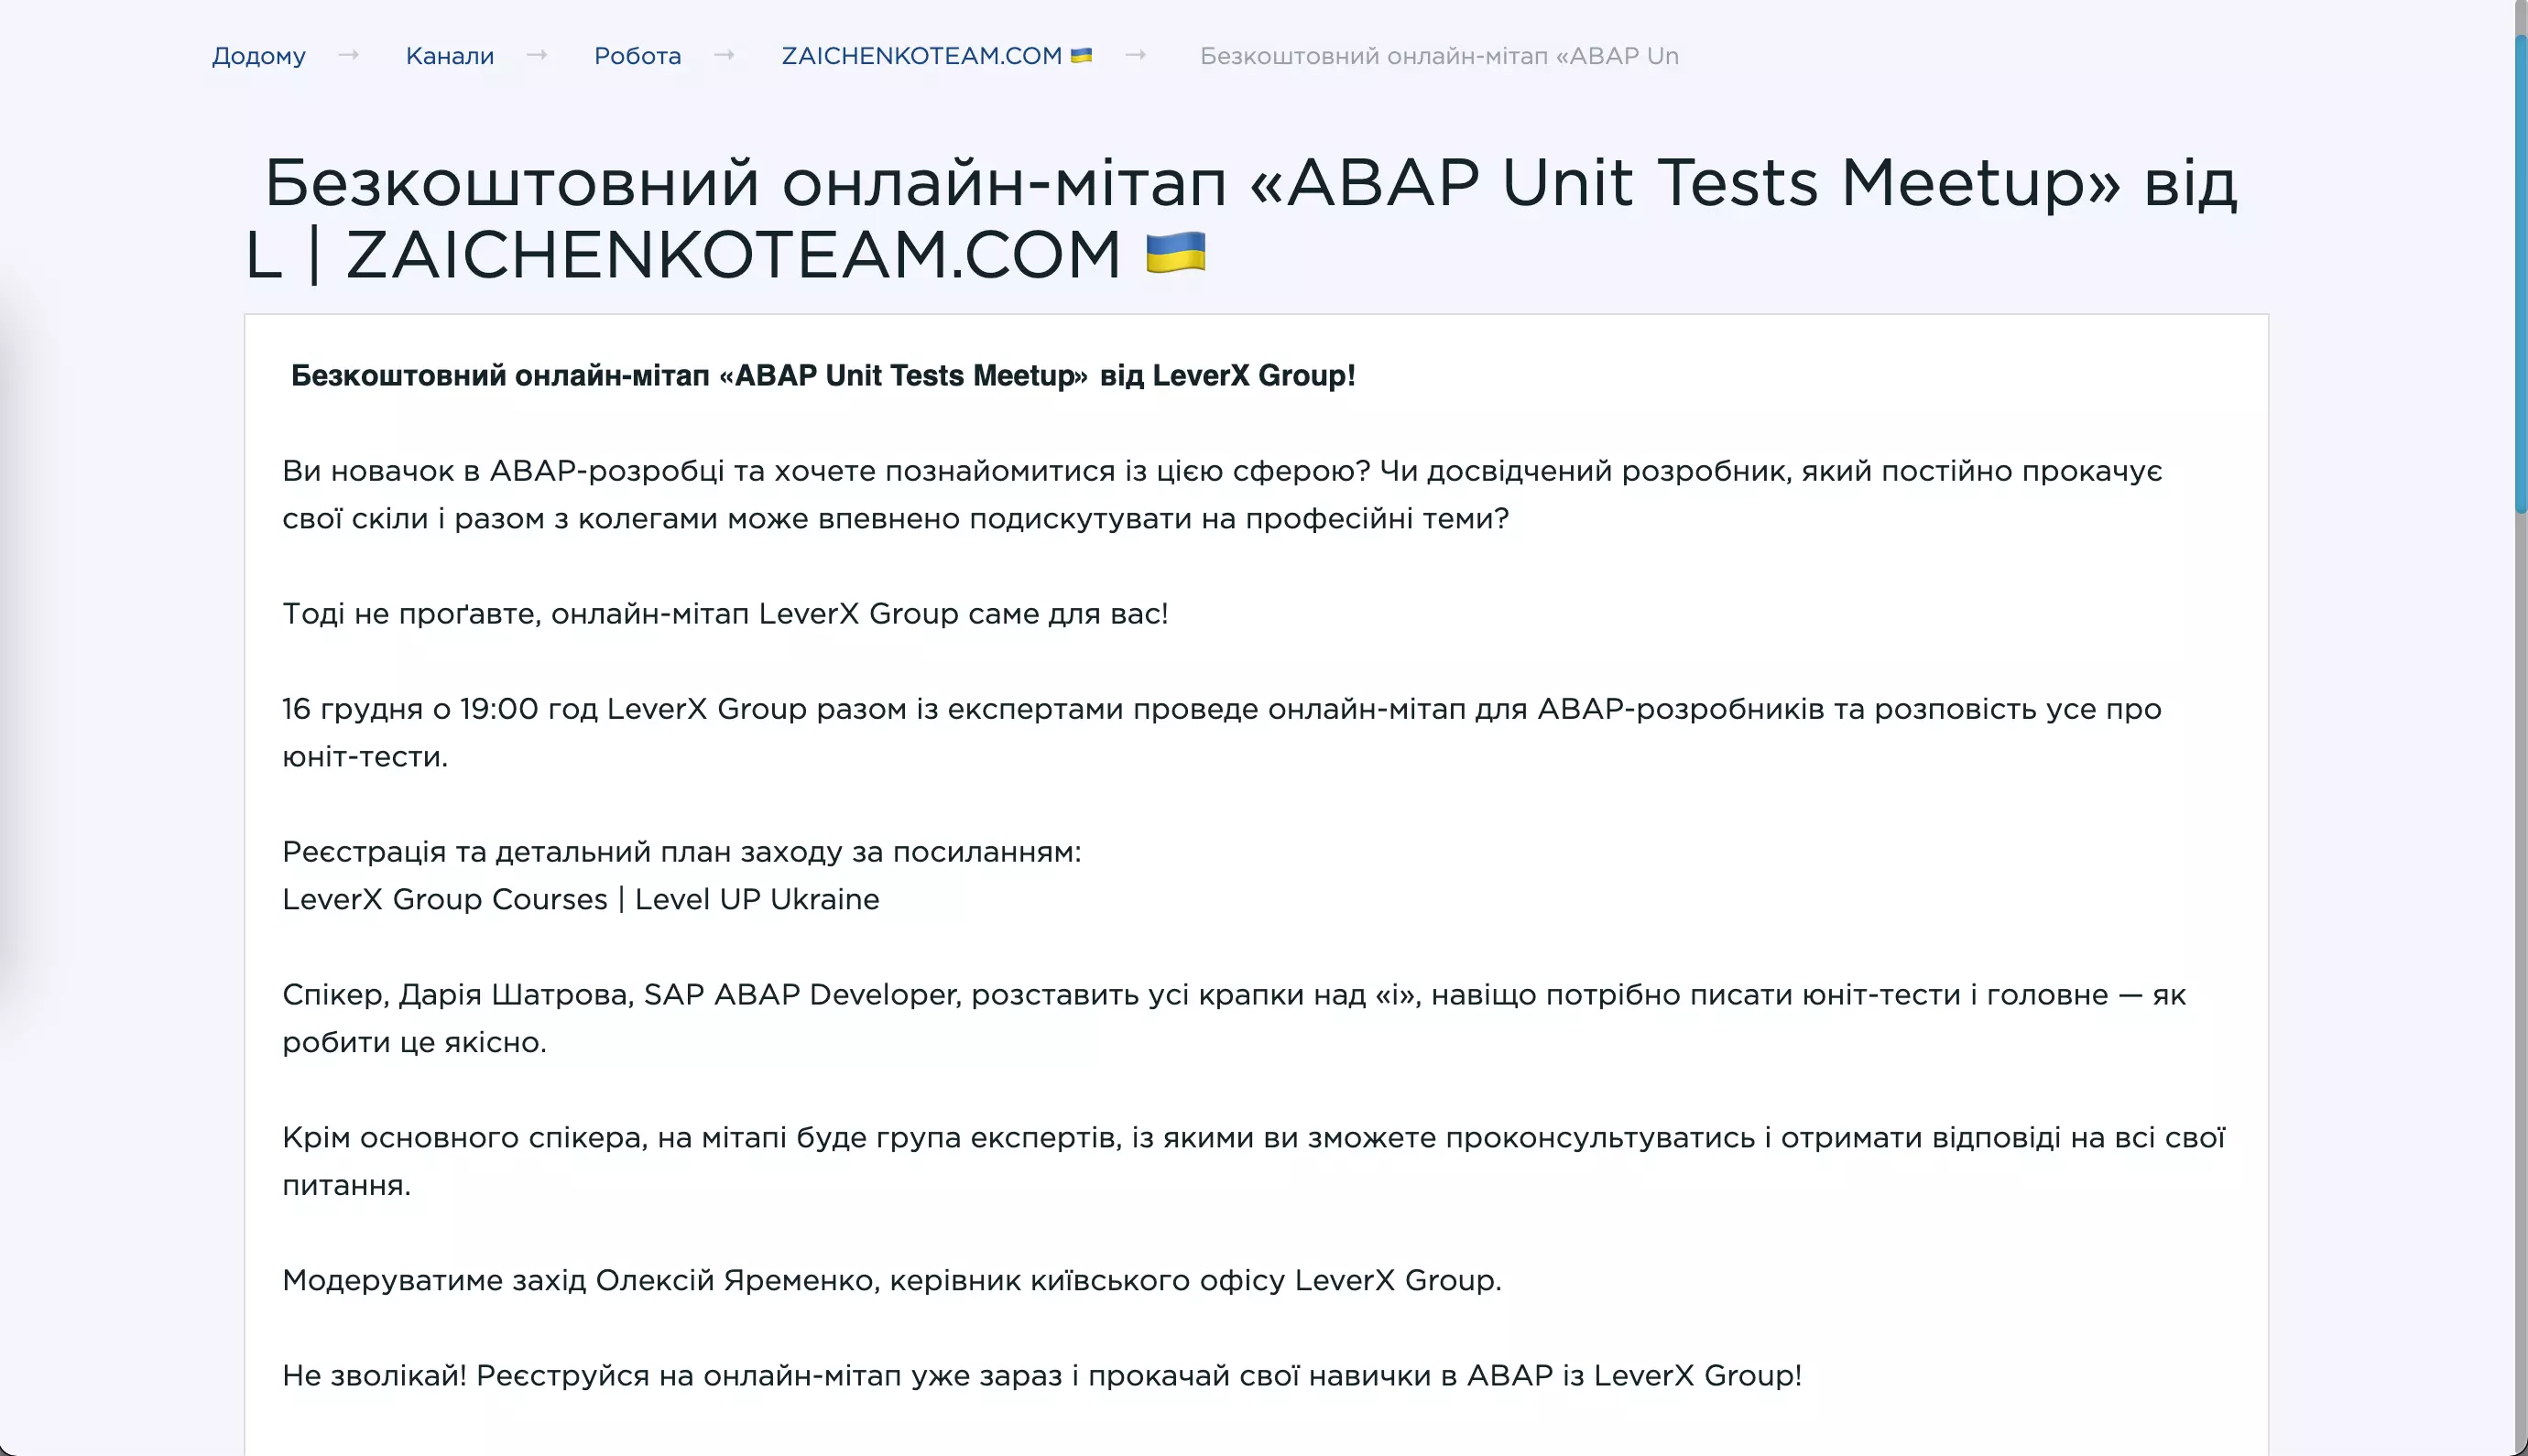 Додому → Канали → Робота → ZAICHENKOTEAM.COM 🇺🇦 → Безкоштовний онлайн-мітап «ABAP Un
Безкоштовний онлайн-мітап «ABAP Unit Tests Meetup» від
L | ZAICHENKOTEAM.COM 🇺🇦
Безкоштовний онлайн-мітап «ABAP Unit Tests Meetup» від LeverX Group!
Ви новачок в ABAP-розробці та хочете познайомитися із цією сферою? Чи досвідчений розробник, який постійно прокачує
свої скіли і разом з колегами може впевнено подискутувати на професійні теми?
Тоді не проґавте, онлайн-мітап LeverX Group саме для вас!
16 грудня о 19:00 год LeverX Group разом із експертами проведе онлайн-мітап для ABAP-розробників та розповість усе про
юніт-тести.
Реєстрація та детальний план заходу за посиланням:
LeverX Group Courses | Level UP Ukraine
Спікер, Дарія Шатрова, SAP ABAP Developer, розставить усі крапки над «і», навіщо потрібно писати юніт-тести і головне — як
робити це якісно.
Крім основного спікера, на мітапі буде група експертів, із якими ви зможете проконсультуватись і отримати відповіді на всі свої
питання.
Модеруватиме захід Олексій Яременко, керівник київського офісу LeverX Group.
Не зволікай! Реєструйся на онлайн-мітап уже зараз і прокачай свої навички в ABAP із LeverX Group!